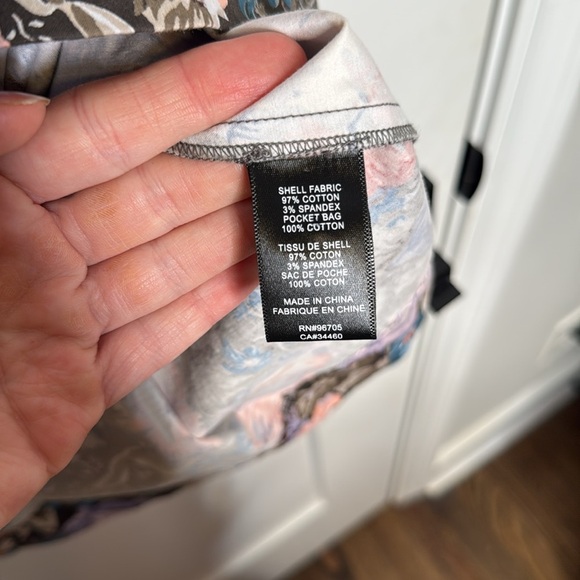 SHELL FABRIC
97% COTTON
3% SPANDEX
POCKET BAG
100% COTTON
TISSU DE SHELL
97% COTON
3% SPANDEX
SAC DE POCHE
100% COTON
MADE IN CHINA
FABRIQUE EN CHINE
RN#96705
CA#34460